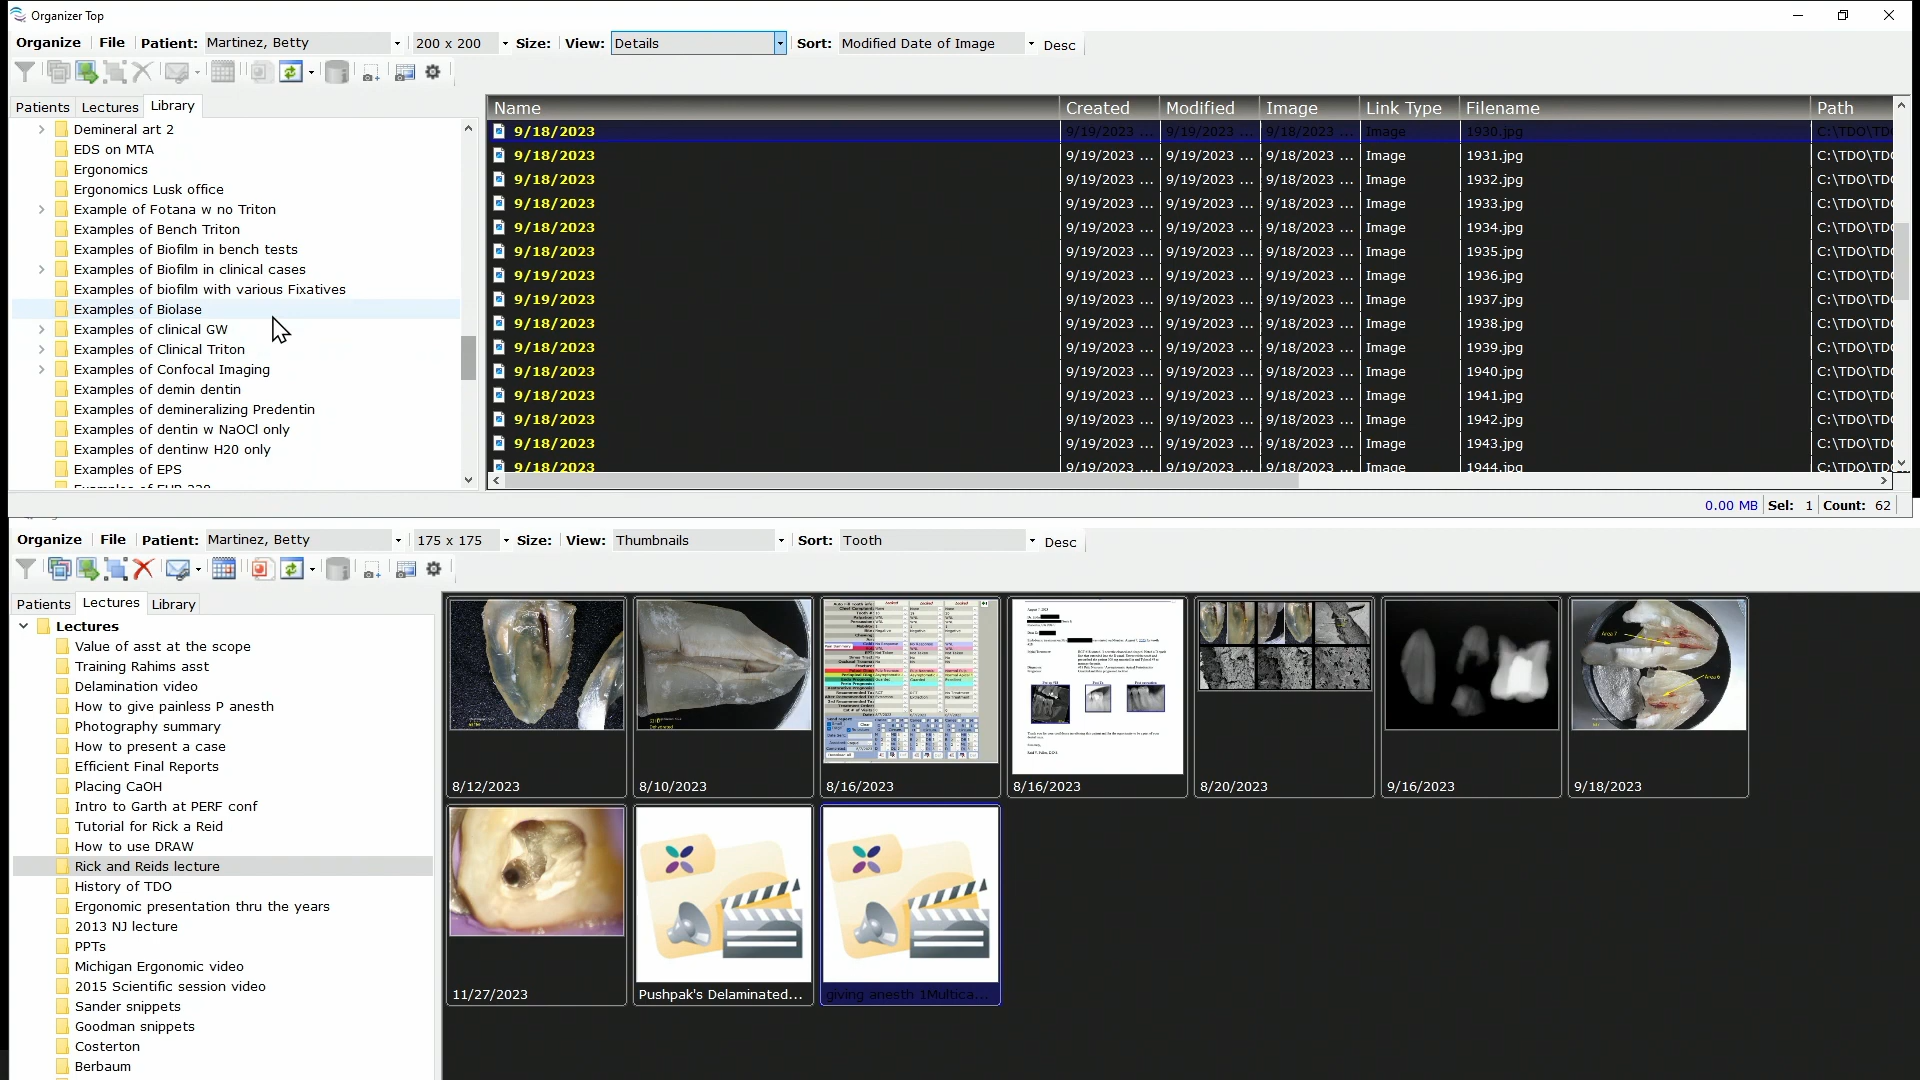 Organizer Top
Organize File Patient: Martinez, Betty 200 x 200 Size: View: Details Sort: Modified Date of Image Desc
Patients Lectures Library
Demineral art 2
EDS on MTA
Ergonomics
Ergonomics Lusk office
Example of Fotana w no Triton
Examples of Bench Triton
Examples of Biofilm in bench tests
Examples of Biofilm in clinical cases
Examples of biofilm with various Fixatives
Examples of Biolase
Examples of clinical GW
Examples of Clinical Triton
Examples of Confocal Imaging
Examples of demin dentin
Examples of demineralizing Predentin
Examples of dentin w NaOCl only
Examples of dentinw H20 only
Examples of EPS
Name Created Modified Image Link Type Filename Path
9/18/2023 9/19/2023 ... 9/19/2023 ... 9/18/2023 ... Image 1930.jpg C:\TDO\TD
9/18/2023 9/19/2023 ... 9/19/2023 ... 9/18/2023 ... Image 1931.jpg C:\TDO\TD
9/18/2023 9/19/2023 ... 9/19/2023 ... 9/18/2023 ... Image 1932.jpg C:\TDO\TD
9/18/2023 9/19/2023 ... 9/19/2023 ... 9/18/2023 ... Image 1933.jpg C:\TDO\TD
9/18/2023 9/19/2023 ... 9/19/2023 ... 9/18/2023 ... Image 1934.jpg C:\TDO\TD
9/18/2023 9/19/2023 ... 9/19/2023 ... 9/18/2023 ... Image 1935.jpg C:\TDO\TD
9/19/2023 9/19/2023 ... 9/19/2023 ... 9/18/2023 ... Image 1936.jpg C:\TDO\TD
9/19/2023 9/19/2023 ... 9/19/2023 ... 9/18/2023 ... Image 1937.jpg C:\TDO\TD
9/18/2023 9/19/2023 ... 9/19/2023 ... 9/18/2023 ... Image 1938.jpg C:\TDO\TD
9/18/2023 9/19/2023 ... 9/19/2023 ... 9/18/2023 ... Image 1939.jpg C:\TDO\TD
9/18/2023 9/19/2023 ... 9/19/2023 ... 9/18/2023 ... Image 1940.jpg C:\TDO\TD
9/18/2023 9/19/2023 ... 9/19/2023 ... 9/18/2023 ... Image 1941.jpg C:\TDO\TD
9/18/2023 9/19/2023 ... 9/19/2023 ... 9/18/2023 ... Image 1942.jpg C:\TDO\TD
9/18/2023 9/19/2023 ... 9/19/2023 ... 9/18/2023 ... Image 1943.jpg C:\TDO\TD
9/18/2023 9/19/2023 ... 9/19/2023 ... 9/18/2023 ... Image 1944.jpg C:\TDO\TD
0.00 MB Sel: 1 Count: 62
Organize File Patient: Martinez, Betty 175 x 175 Size: View: Thumbnails Sort: Tooth Desc
Patients Lectures Library
Lectures
Value of asst at the scope
Training Rahims asst
Delamination video
How to give painless P anesth
Photography summary
How to present a case
Efficient Final Reports
Placing CaOH
Intro to Garth at PERF conf
Tutorial for Rick a Reid
How to use DRAW
Rick and Reids lecture
History of TDO
Ergonomic presentation thru the years
2013 NJ lecture
PPTs
Michigan Ergonomic video
2015 Scientific session video
Sander snippets
Goodman snippets
Costerton
Berbaum
Area 7
Area 6
8/12/2023 8/10/2023 8/16/2023 8/16/2023 8/20/2023 9/16/2023 9/18/2023
11/27/2023 Pushpak's Delaminated... giving anesth 1Multica...